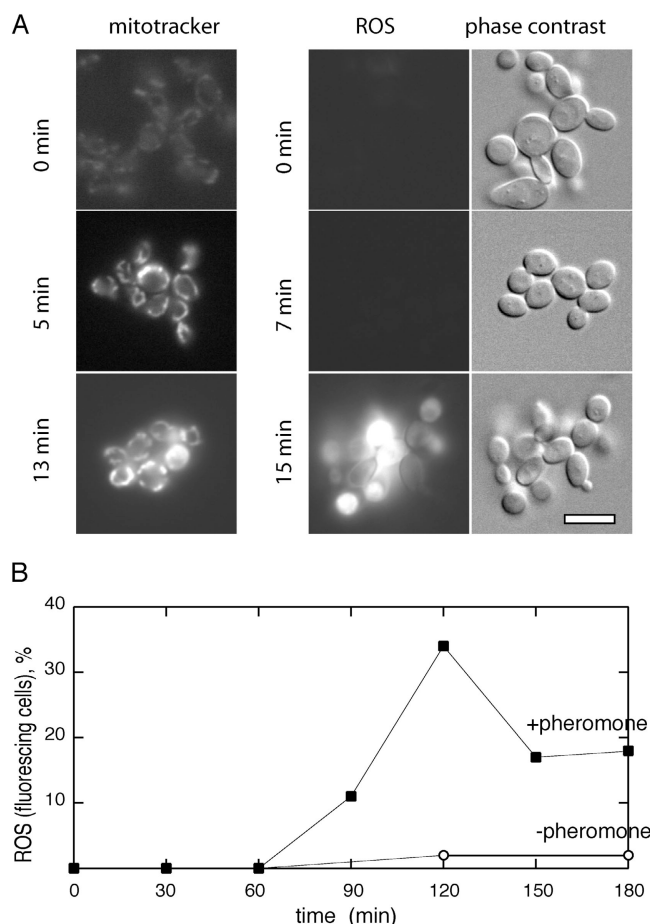 A
mitotracker
ROS
phase contrast
0 min
0 min
5 min
7 min
13 min
15 min
B
ROS (fluorescing cells), %
40
30
20
10
+pheromone
-pheromone
0 30 60 90 120 150 180
time (min)